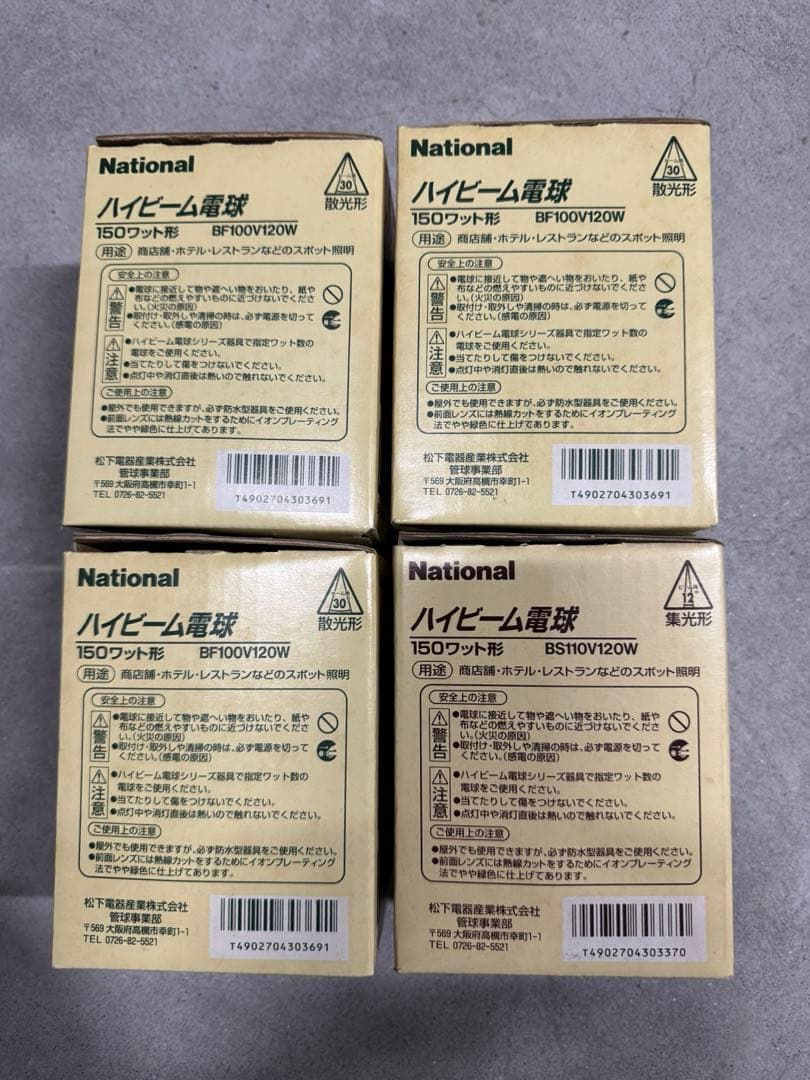 National
30
散光形
ハイビーム電球
150ワット形 BF100V120W
用途 商店舗・ホテル・レストランなどのスポット照明
安全上の注意
警告
●電球に接近して物や遮へい物をおいたり、紙や
布などの燃えやすいものに近づけないでくださ
い。(火災の原因)
●取付け・取外しや清掃の時は、必ず電源を切って
ください。(感電の原因)
注意
●ハイビーム電球シリーズ器具で指定ワット数の
電球をご使用ください。
●当てたりして傷をつけないでください。
●点灯中や消灯直後は熱いので触れないでください。
ご使用上の注意
●屋外でも使用できますが、必ず防水型器具をご使用ください。
●前面レンズには熱線カットをするためにイオンプレーティング
法でやや緑色に仕上げてあります。
松下電器産業株式会社
管球事業部
〒569 大阪府高槻市幸町1-1
TEL 0726-82-5521
T4902704303691
National
30
散光形
ハイビーム電球
150ワット形 BF100V120W
用途 商店舗・ホテル・レストランなどのスポット照明
安全上の注意
警告
●電球に接近して物や遮へい物をおいたり、紙や
布などの燃えやすいものに近づけないでくださ
い。(火災の原因)
●取付け・取外しや清掃の時は、必ず電源を切って
ください。(感電の原因)
注意
●ハイビーム電球シリーズ器具で指定ワット数の
電球をご使用ください。
●当てたりして傷をつけないでください。
●点灯中や消灯直後は熱いので触れないでください。
ご使用上の注意
●屋外でも使用できますが、必ず防水型器具をご使用ください。
●前面レンズには熱線カットをするためにイオンプレーティング
法でやや緑色に仕上げてあります。
松下電器産業株式会社
管球事業部
〒569 大阪府高槻市幸町1-1
TEL 0726-82-5521
T4902704303691
National
30
散光形
ハイビーム電球
150ワット形 BF100V120W
用途 商店舗・ホテル・レストランなどのスポット照明
安全上の注意
警告
●電球に接近して物や遮へい物をおいたり、紙や
布などの燃えやすいものに近づけないでくださ
い。(火災の原因)
●取付け・取外しや清掃の時は、必ず電源を切って
ください。(感電の原因)
注意
●ハイビーム電球シリーズ器具で指定ワット数の
電球をご使用ください。
●当てたりして傷をつけないでください。
●点灯中や消灯直後は熱いので触れないでください。
ご使用上の注意
●屋外でも使用できますが、必ず防水型器具をご使用ください。
●前面レンズには熱線カットをするためにイオンプレーティング
法でやや緑色に仕上げてあります。
松下電器産業株式会社
管球事業部
〒569 大阪府高槻市幸町1-1
TEL 0726-82-5521
T4902704303691
National
12
集光形
ハイビーム電球
150ワット形 BS110V120W
用途 商店舗・ホテル・レストランなどのスポット照明
安全上の注意
警告
●電球に接近して物や遮へい物をおいたり、紙や
布などの燃えやすいものに近づけないでくださ
い。(火災の原因)
●取付け・取外しや清掃の時は、必ず電源を切って
ください。(感電の原因)
注意
●ハイビーム電球シリーズ器具で指定ワット数の
電球をご使用ください。
●当てたりして傷をつけないでください。
●点灯中や消灯直後は熱いので触れないでください。
ご使用上の注意
●屋外でも使用できますが、必ず防水型器具をご使用ください。
●前面レンズには熱線カットをするためにイオンプレーティング
法でやや緑色に仕上げてあります。
松下電器産業株式会社
管球事業部
〒569 大阪府高槻市幸町1-1
TEL 0726-82-5521
T4902704303370